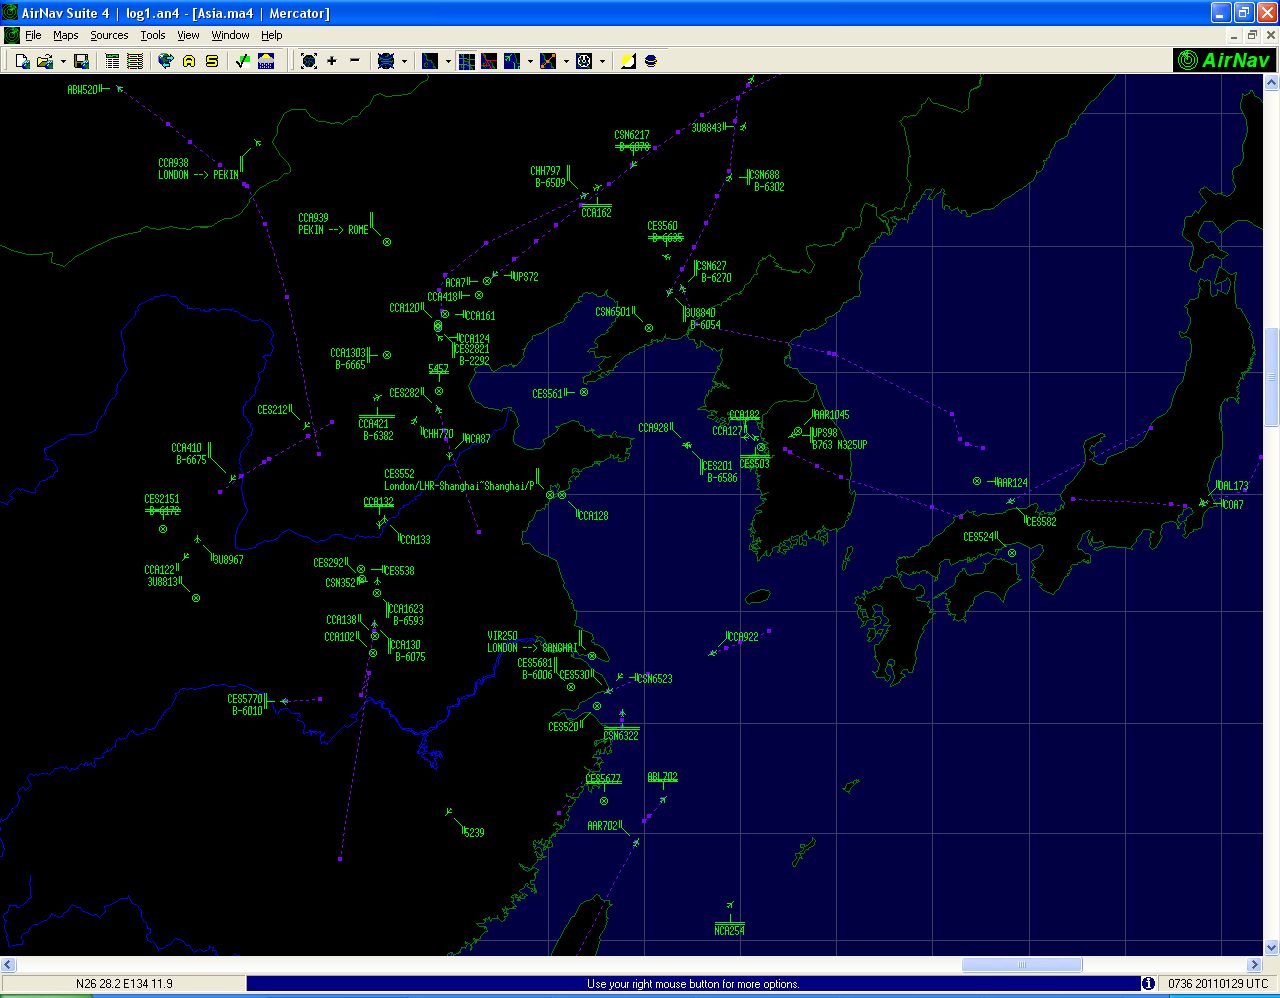 AirNav Suite 4 | log1.an4 - [Asia.ma4 | Mercator]
File Maps Sources Tools View Window Help
AirNav
ABW520
3U8843
CSN6217
B-6078
CCA938
LONDON --> PEKIN
CHH797
B-6509
CSN688
B-6302
CCA162
CCA939
PEKIN --> ROME
CES560
B-6635
CSN627
B-6270
ACA7
UPS72
CCA418
CCA120
CCA161
CSN6501
3U8840
B-6054
CCA124
CES2821
B-2292
CCA1303
B-6665
5457
CES282
CES561
CES212
CCA421
B-6382
CHH770
ACA87
CCA182
AAR1045
CCA928
CCA127
UPS98
B763 N325UP
CCA410
B-6675
CES201
B-6586
CES503
CES552
London/LHR-Shanghai~Shanghai/P
AAR124
DAL173
COA7
CES2151
B-6172
CCA132
CCA128
CES582
CCA133
CES524
3U8967
CCA122
3U8813
CES292
CES538
CSN352
CCA1623
B-6593
CCA138
CCA102
CCA130
B-6075
VIR250
LONDON --> SANGHAI
CCA922
CES5681
B-6006
CES530
CSN6523
CES5770
B-6010
CES520
CSN6322
CES5677
ABL702
AAR702
5239
NCA254
N26 28.2 E134 11.9
Use your right mouse button for more options.
0736 20110129 UTC